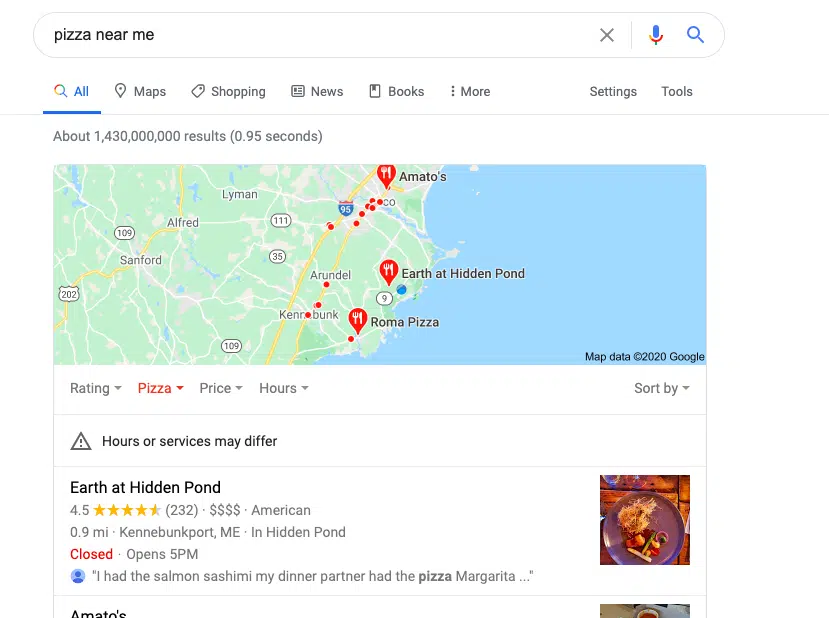 pizza near me
All Maps Shopping News Books More Settings Tools
About 1,430,000,000 results (0.95 seconds)
Amato's
Lyman
95
co
111
Alfred
109
35
Sanford
Earth at Hidden Pond
Arundel
202
9
Kennebunk
Roma Pizza
109
Map data ©2020 Google
Rating Pizza Price Hours Sort by
Hours or services may differ
Earth at Hidden Pond
4.5 (232) · $$$$ · American
0.9 mi · Kennebunkport, ME · In Hidden Pond
Closed · Opens 5PM
"I had the salmon sashimi my dinner partner had the pizza Margarita ..."
Amato's